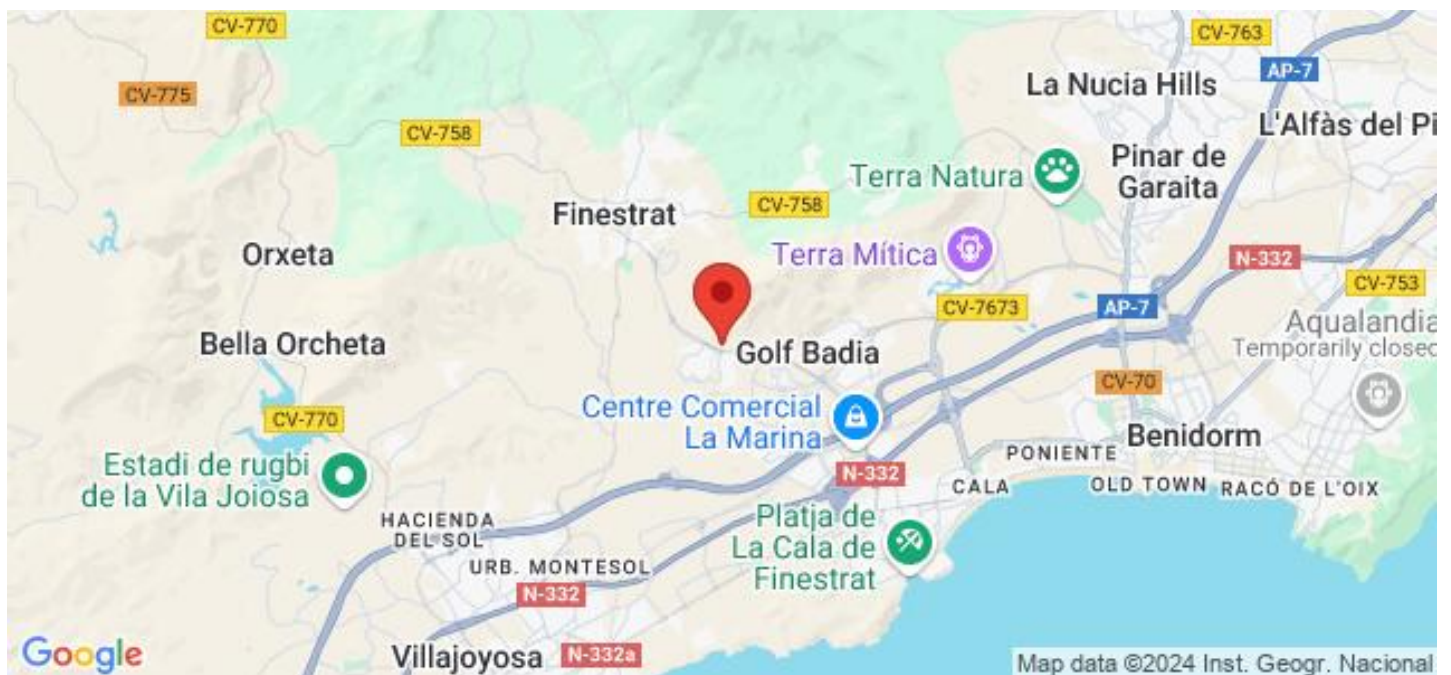 CV-770
CV-763
AP-7
La Nucia Hills
CV-775
CV-758
L'Alfàs del Pi
Pinar de
Garaita
Terra Natura
CV-758
Finestrat
Orxeta
Terra Mítica
N-332
CV-753
CV-7673
AP-7
Aqualandia
Temporarily closed
Bella Orcheta
Golf Badia
CV-70
Centre Comercial
La Marina
CV-770
Benidorm
PONIENTE
Estadi de rugbi
de la Vila Joiosa
N-332
CALA
OLD TOWN
RACÓ DE L'OIX
HACIENDA
DEL SOL
Platja de
La Cala de
Finestrat
URB. MONTESOL
N-332
Google
Villajoyosa
N-332a
Map data ©2024 Inst. Geogr. Nacional